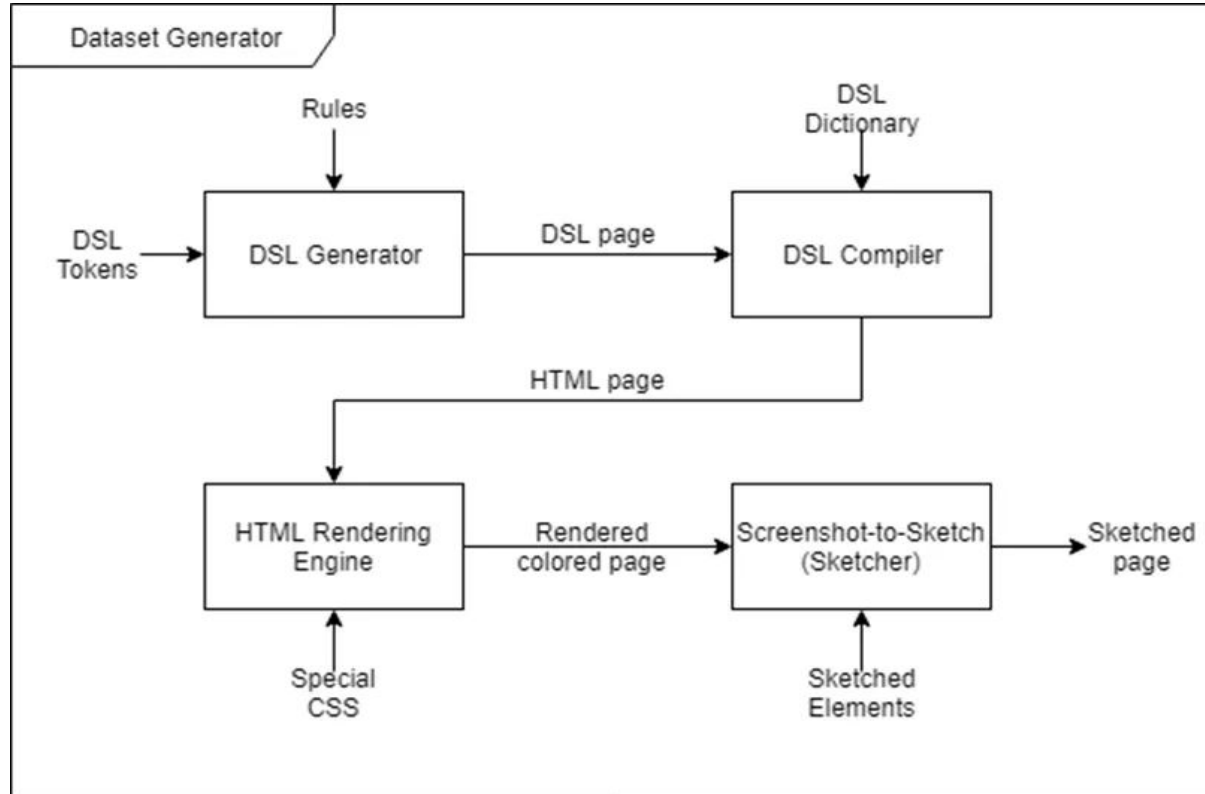 Dataset Generator
Rules
DSL
Dictionary
DSL
Tokens
DSL Generator
DSL page
DSL Compiler
HTML page
HTML Rendering
Engine
Rendered
colored page
Screenshot-to-Sketch
(Sketcher)
Sketched
page
Special
CSS
Sketched
Elements